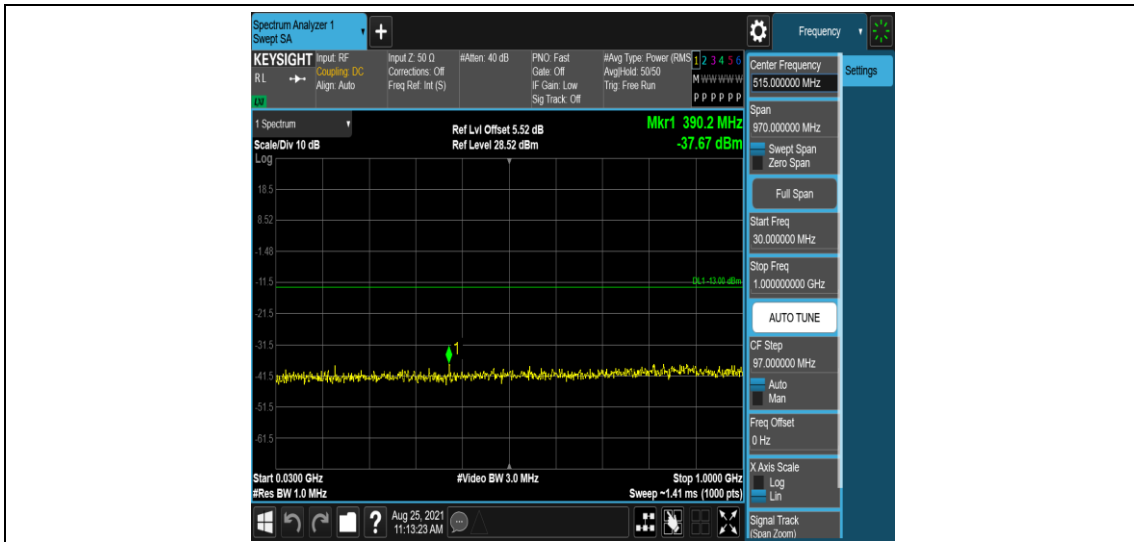 Spectrum Analyzer 1
Swept SA
+
Frequency
KEYSIGHT
RL
LXI
Input: RF
Coupling: DC
Align: Auto
Input Z: 50 Ω
Corrections: Off
Freq Ref: Int (S)
#Atten: 40 dB
PNO: Fast
Gate: Off
IF Gain: Low
Sig Track: Off
#Avg Type: Power (RMS
Avg|Hold: 50/50
Trig: Free Run
1 2 3 4 5 6
M W W W W W
P P P P P P
1 Spectrum
Scale/Div 10 dB
Log
Ref Lvl Offset 5.52 dB
Ref Level 28.52 dBm
Mkr1 390.2 MHz
-37.67 dBm
18.5
8.52
-1.48
-11.5
DL1 -13.00 dBm
-21.5
-31.5
1
-41.5
-51.5
-61.5
Start 0.0300 GHz
#Res BW 1.0 MHz
#Video BW 3.0 MHz
Stop 1.0000 GHz
Sweep ~1.41 ms (1000 pts)
?
Aug 25, 2021
11:13:23 AM
Center Frequency
515.000000 MHz
Settings
Span
970.000000 MHz
Swept Span
Zero Span
Full Span
Start Freq
30.000000 MHz
Stop Freq
1.000000000 GHz
AUTO TUNE
CF Step
97.000000 MHz
Auto
Man
Freq Offset
0 Hz
X Axis Scale
Log
Lin
Signal Track
(Span Zoom)